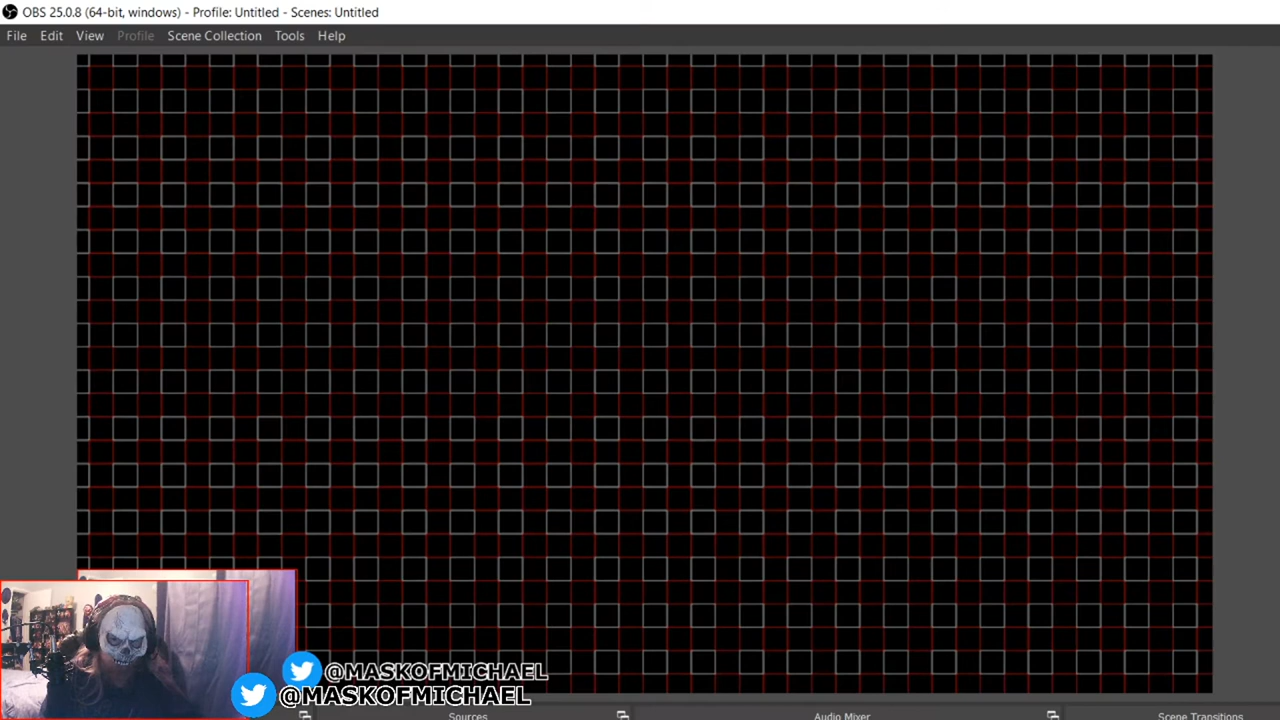 OBS 25.0.8 (64-bit, windows) - Profile: Untitled - Scenes: Untitled
File Edit View Profile Scene Collection Tools Help
@MASKOFMICHAEL
@MASKOFMICHAEL
Sources Audio Mixer Scene Transitions